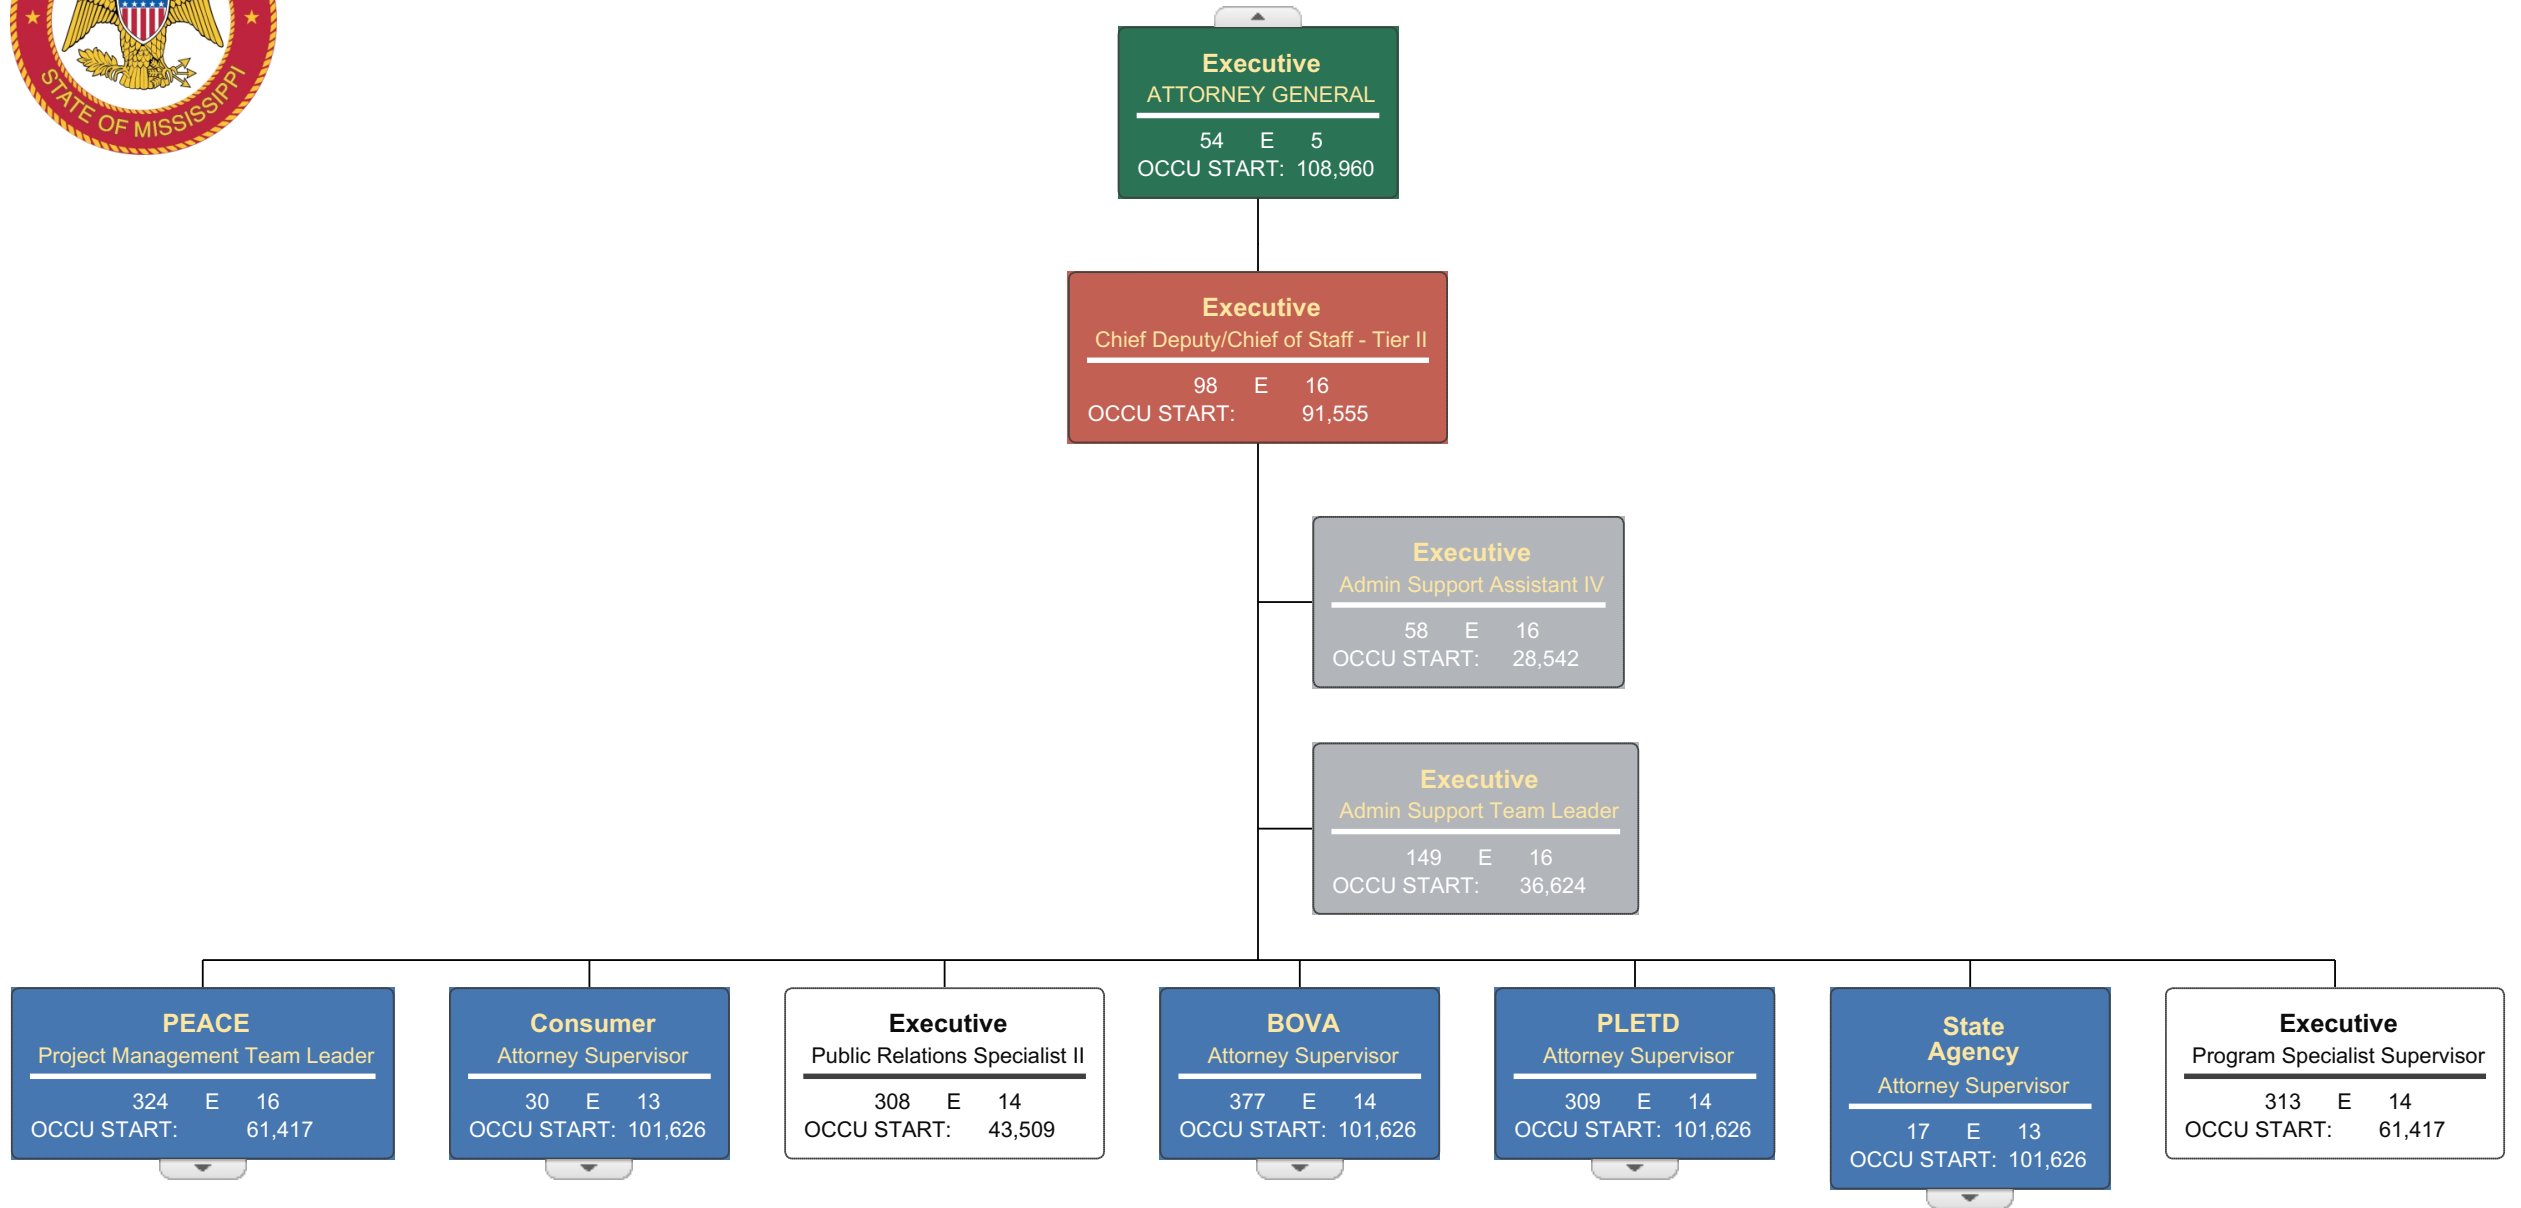 STATE OF MISSISSIPPI
Executive
ATTORNEY GENERAL
54 E 5
OCCU START: 108,960
Executive
Chief Deputy/Chief of Staff - Tier II
98 E 16
OCCU START: 91,555
Executive
Admin Support Assistant IV
58 E 16
OCCU START: 28,542
Executive
Admin Support Team Leader
149 E 16
OCCU START: 36,624
PEACE
Project Management Team Leader
324 E 16
OCCU START: 61,417
Consumer
Attorney Supervisor
30 E 13
OCCU START: 101,626
Executive
Public Relations Specialist II
308 E 14
OCCU START: 43,509
BOVA
Attorney Supervisor
377 E 14
OCCU START: 101,626
PLETD
Attorney Supervisor
309 E 14
OCCU START: 101,626
State
Agency
Attorney Supervisor
17 E 13
OCCU START: 101,626
Executive
Program Specialist Supervisor
313 E 14
OCCU START: 61,417